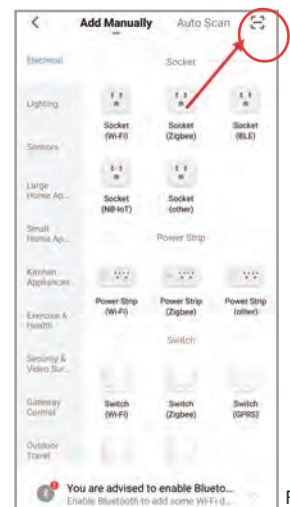 Add Manually Auto Scan
Electrical
Socket
Lighting
Socket
(Wi-Fi)
Socket
(Zigbee)
Socket
(BLE)
Sensors
Large
Home Ap...
Socket
(NB-IoT)
Socket
(other)
Small
Home Ap...
Power Strip
Kitchen
Appliances
Power Strip
(Wi-Fi)
Power Strip
(Zigbee)
Power Strip
(other)
Exercise &
Health
Switch
Security &
Video Sur...
Gateway
Control
Switch
(Wi-Fi)
Switch
(Zigbee)
Switch
(GPRS)
Outdoor
Travel
You are advised to enable Blueto...
Enable Bluetooth to add some Wi-Fi d...
F